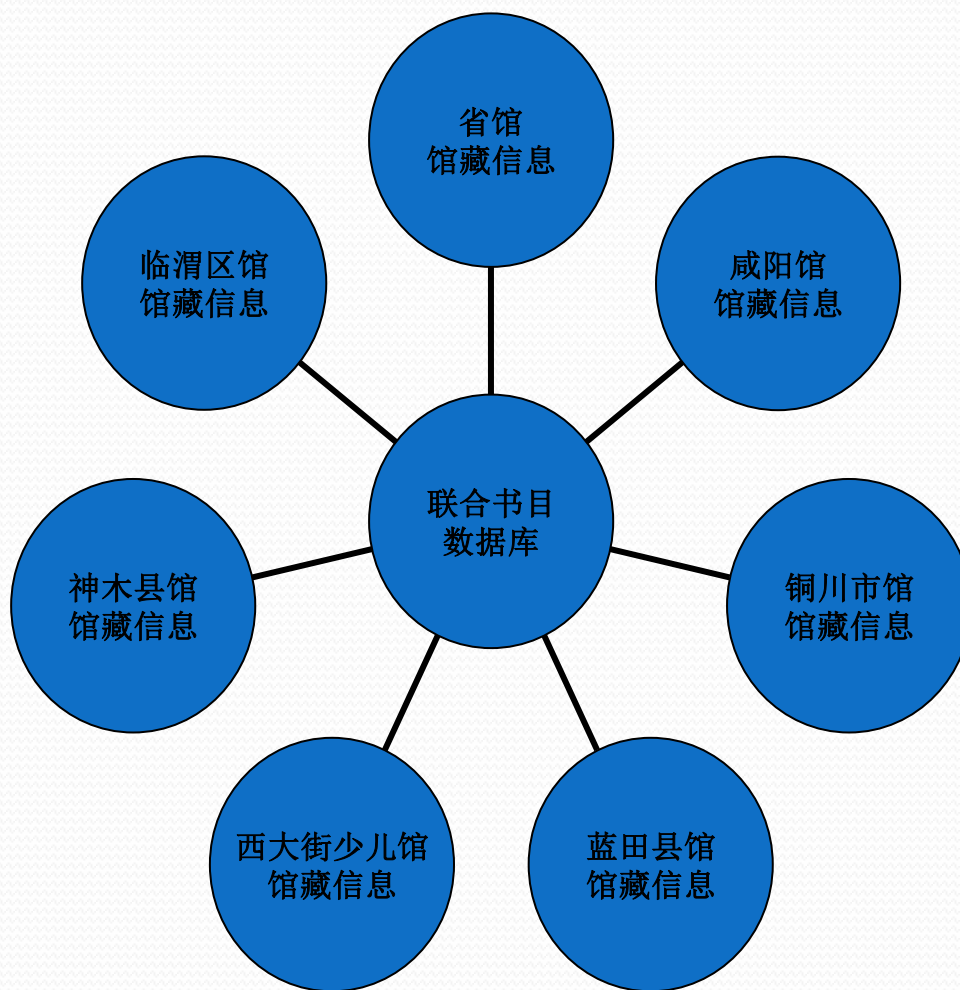 省馆
馆藏信息
临渭区馆
馆藏信息
咸阳馆
馆藏信息
联合书目
数据库
神木县馆
馆藏信息
铜川市馆
馆藏信息
西大街少儿馆
馆藏信息
蓝田县馆
馆藏信息